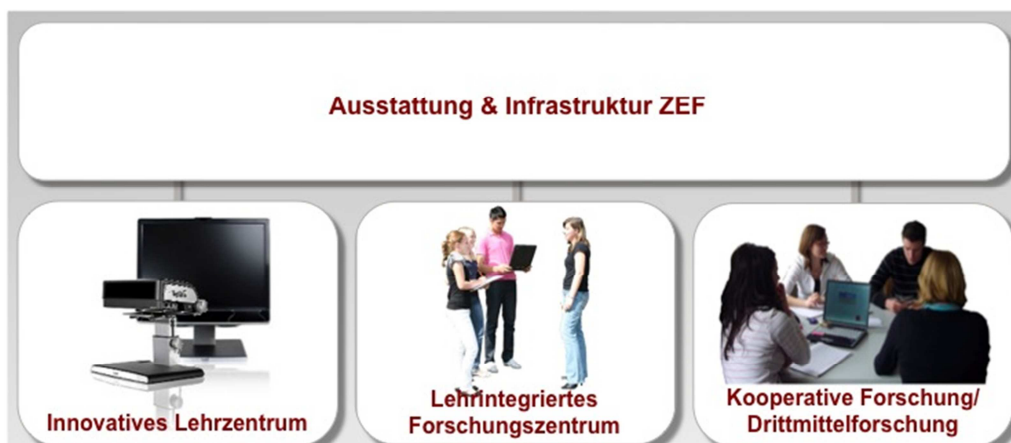 Ausstattung & Infrastruktur ZEF
Innovatives Lehrzentrum
Lehrintegriertes
Forschungszentrum
Kooperative Forschung/
Drittmittelforschung